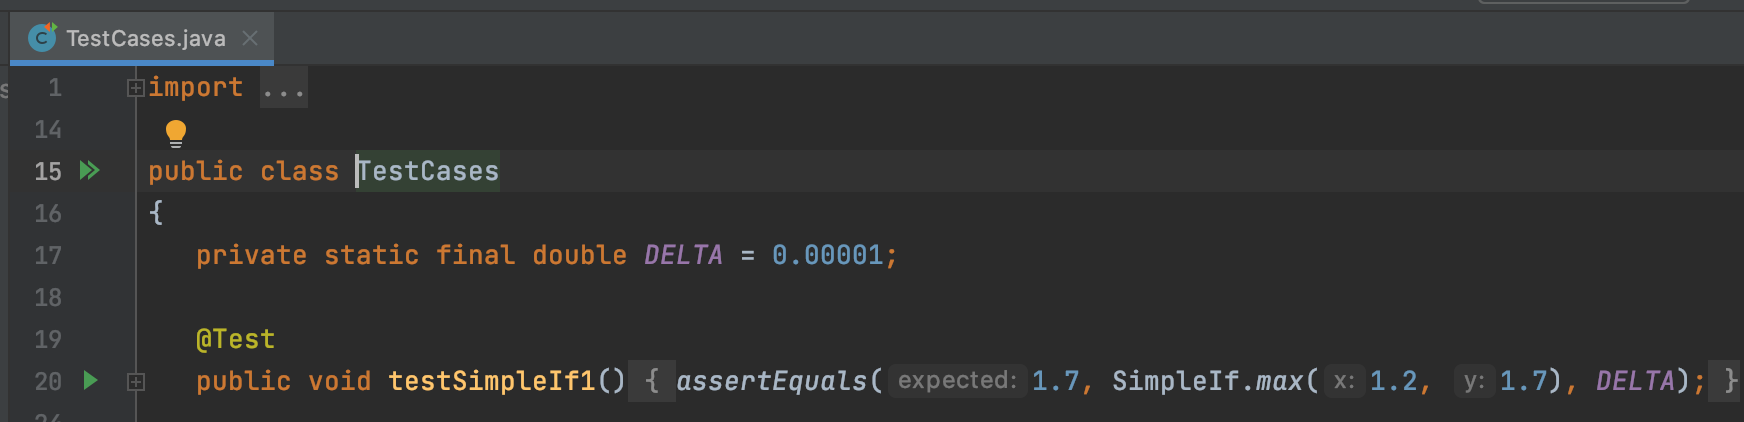 TestCases.java
1 import ...
14
15 public class TestCases
16 {
17 private static final double DELTA = 0.00001;
18
19 @Test
20 public void testSimpleIf1() { assertEquals( expected: 1.7, SimpleIf.max( x: 1.2, y: 1.7), DELTA); }